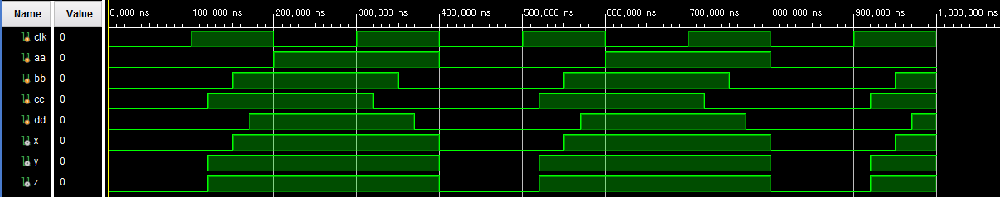 Name Value 0,000 ns 100,000 ns 200,000 ns 300,000 ns 400,000 ns 500,000 ns 600,000 ns 700,000 ns 800,000 ns 900,000 ns 1,000,000 ns
clk 0
aa 0
bb 0
cc 0
dd 0
x 0
y 0
z 0